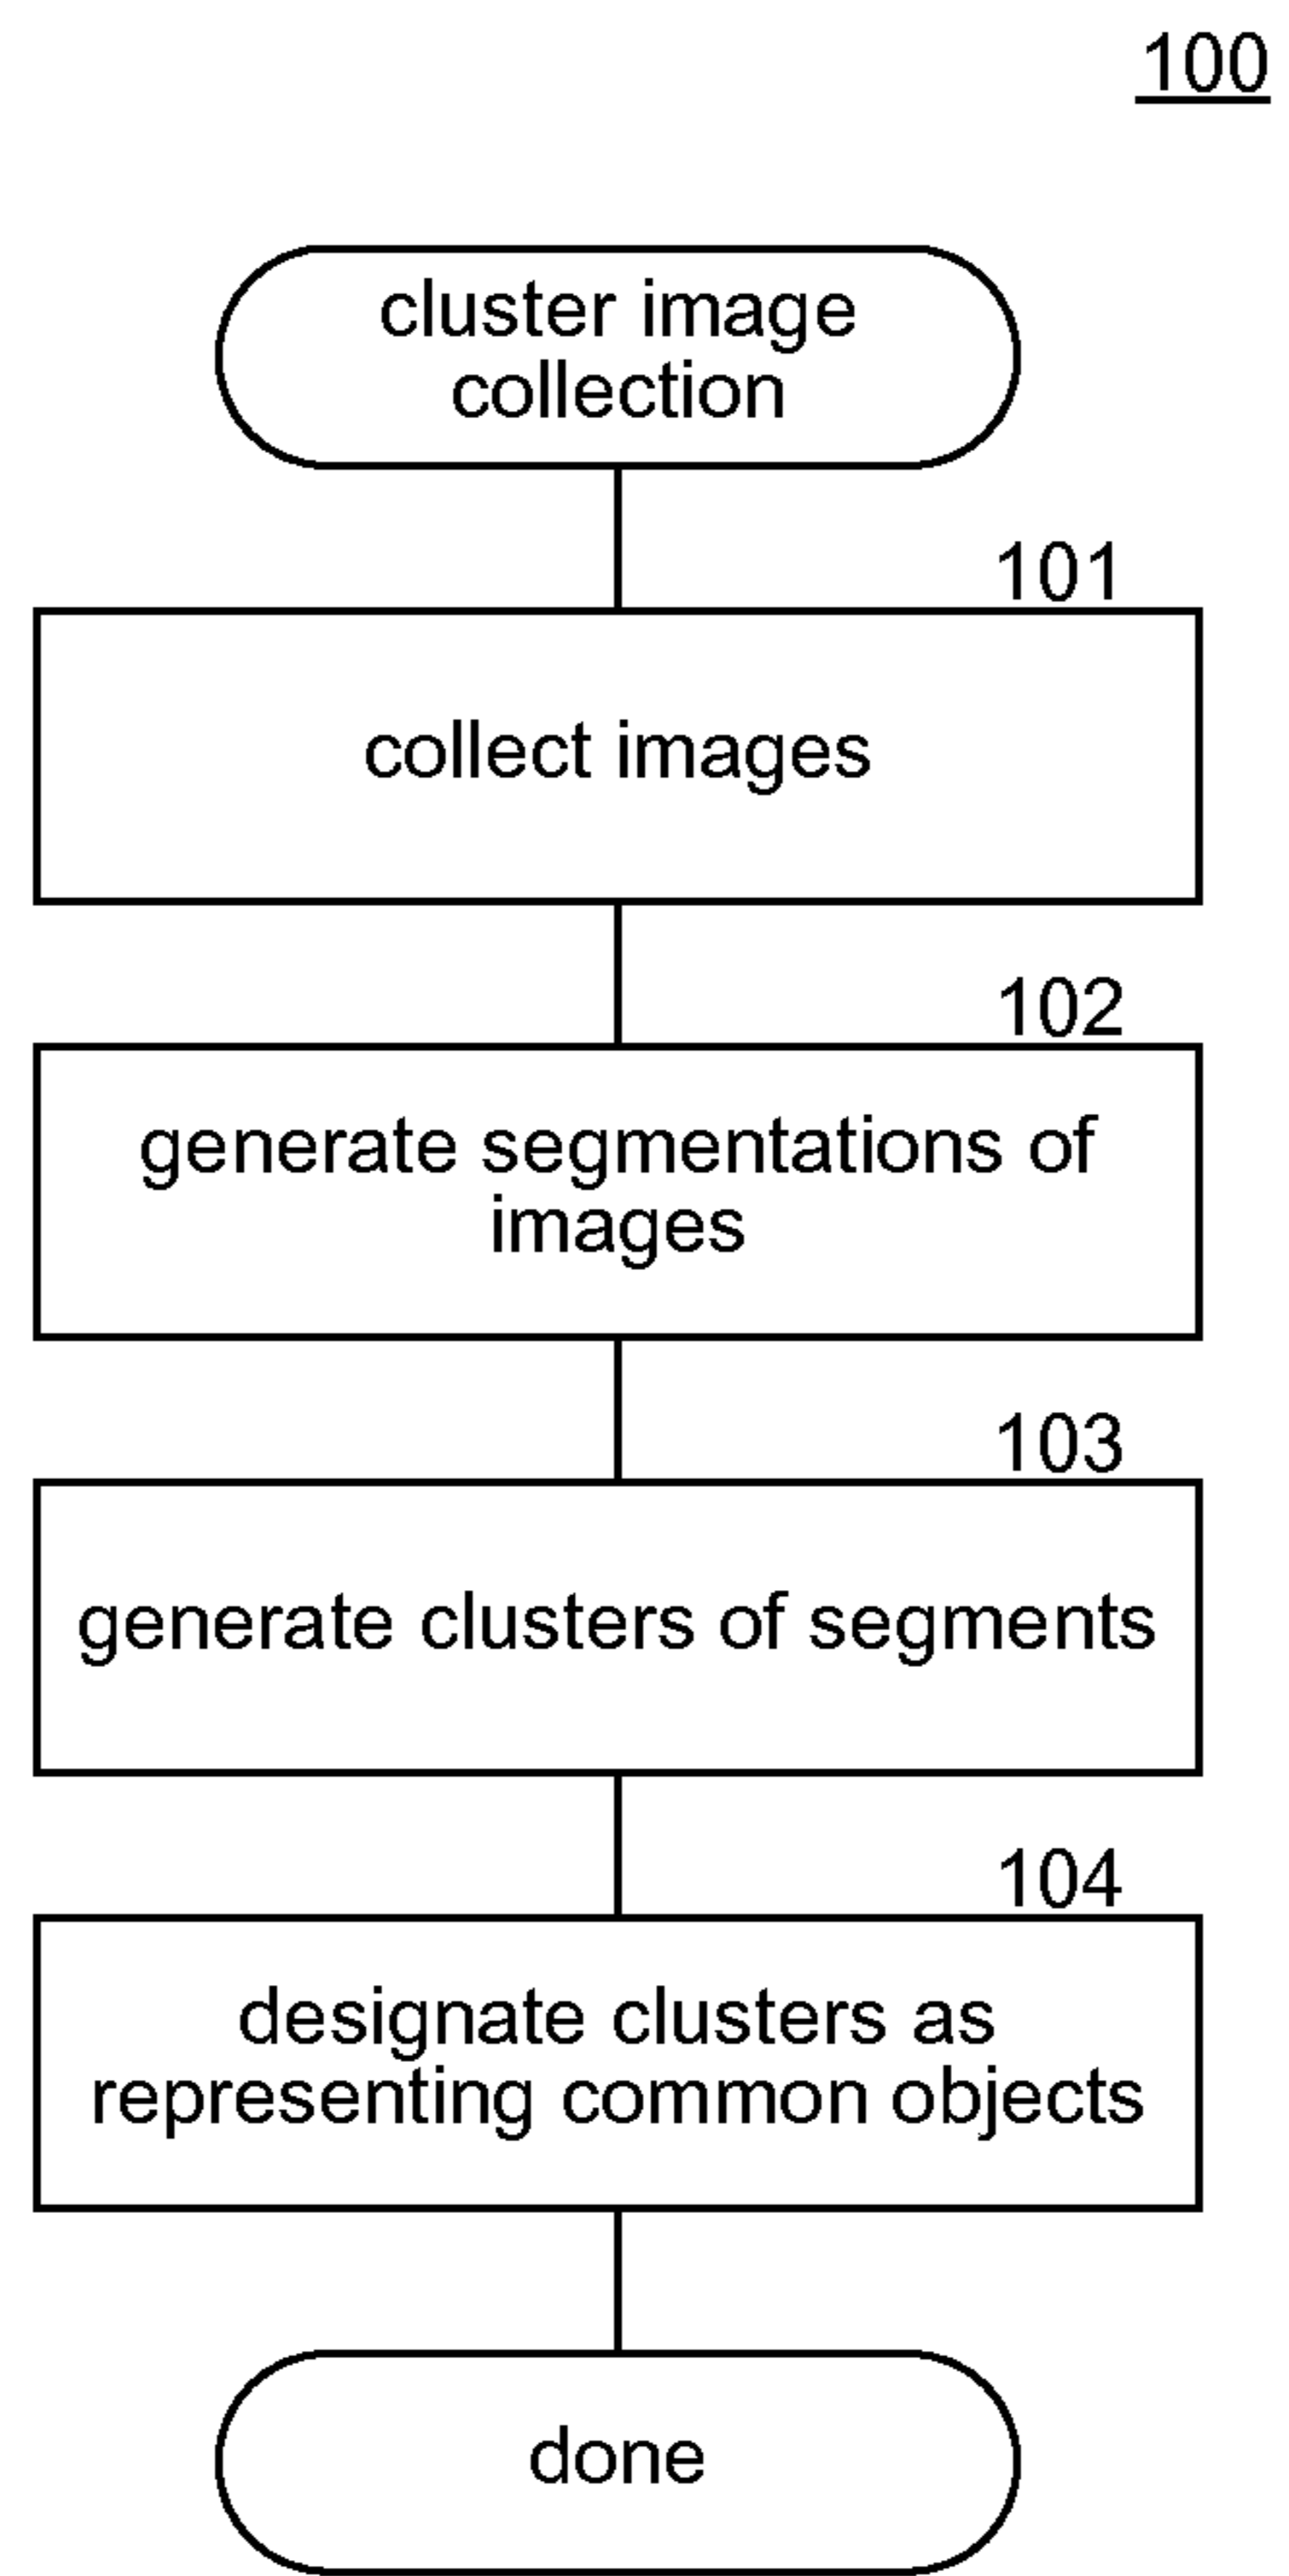 100
cluster image
collection
101
collect images
102
generate segmentations of
images
103
generate clusters of segments
104
designate clusters as
representing common objects
done